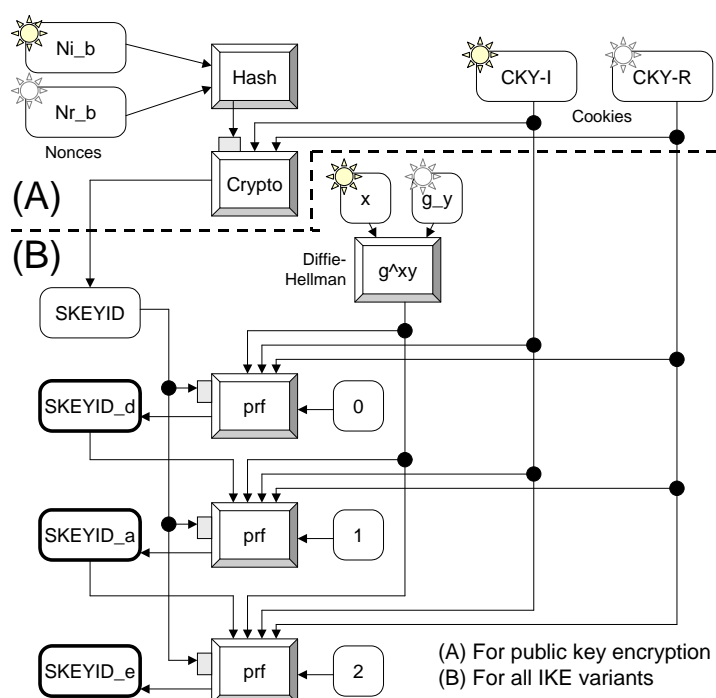 Ni_b
Hash
CKY-I
CKY-R
Nr_b
Cookies
Nonces
Crypto
(A)
x
g_y
(B)
Diffie-
Hellman
g^xy
SKEYID
SKEYID_d
prf
0
SKEYID_a
prf
1
SKEYID_e
prf
2
(A) For public key encryption
(B) For all IKE variants